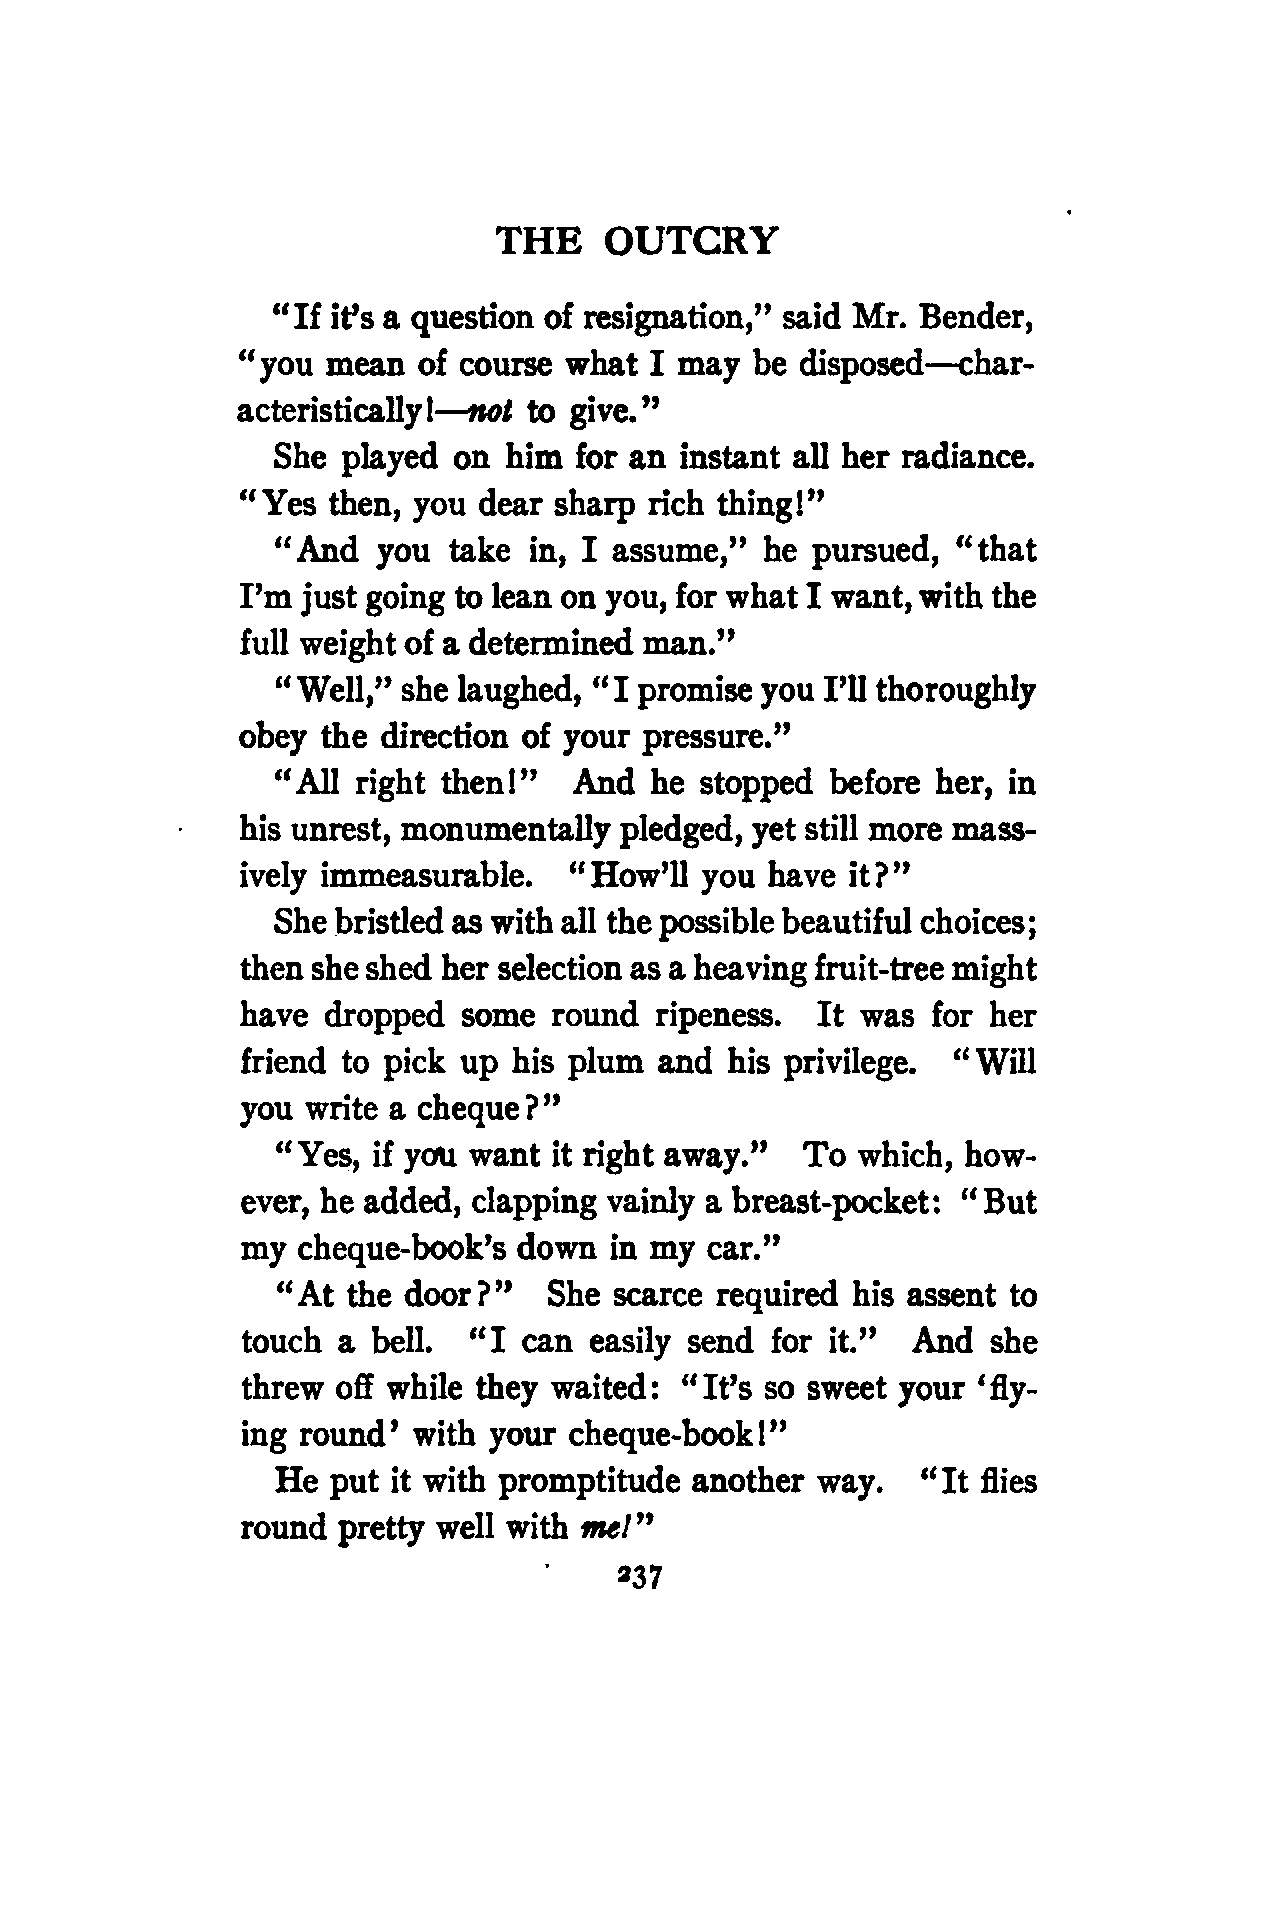 THE OUTCRY
“If it’s a question of resignation,” said Mr. Bender,
“you mean of course what I may be disposed—char-
acteristically!—not to give.”
She played on him for an instant all her radiance.
“Yes then, you dear sharp rich thing!”
“And you take in, I assume,” he pursued, “that
I’m just going to lean on you, for what I want, with the
full weight of a determined man.”
“Well,” she laughed, “I promise you I’ll thoroughly
obey the direction of your pressure.”
“All right then!” And he stopped before her, in
his unrest, monumentally pledged, yet still more mass-
ively immeasurable. “How’ll you have it?”
She bristled as with all the possible beautiful choices;
then she shed her selection as a heaving fruit-tree might
have dropped some round ripeness. It was for her
friend to pick up his plum and his privilege. “Will
you write a cheque?”
“Yes, if you want it right away.” To which, how-
ever, he added, clapping vainly a breast-pocket: “But
my cheque-book’s down in my car.”
“At the door?” She scarce required his assent to
touch a bell. “I can easily send for it.” And she
threw off while they waited: “It’s so sweet your ‘fly-
ing round’ with your cheque-book!”
He put it with promptitude another way. “It flies
round pretty well with me!”
237